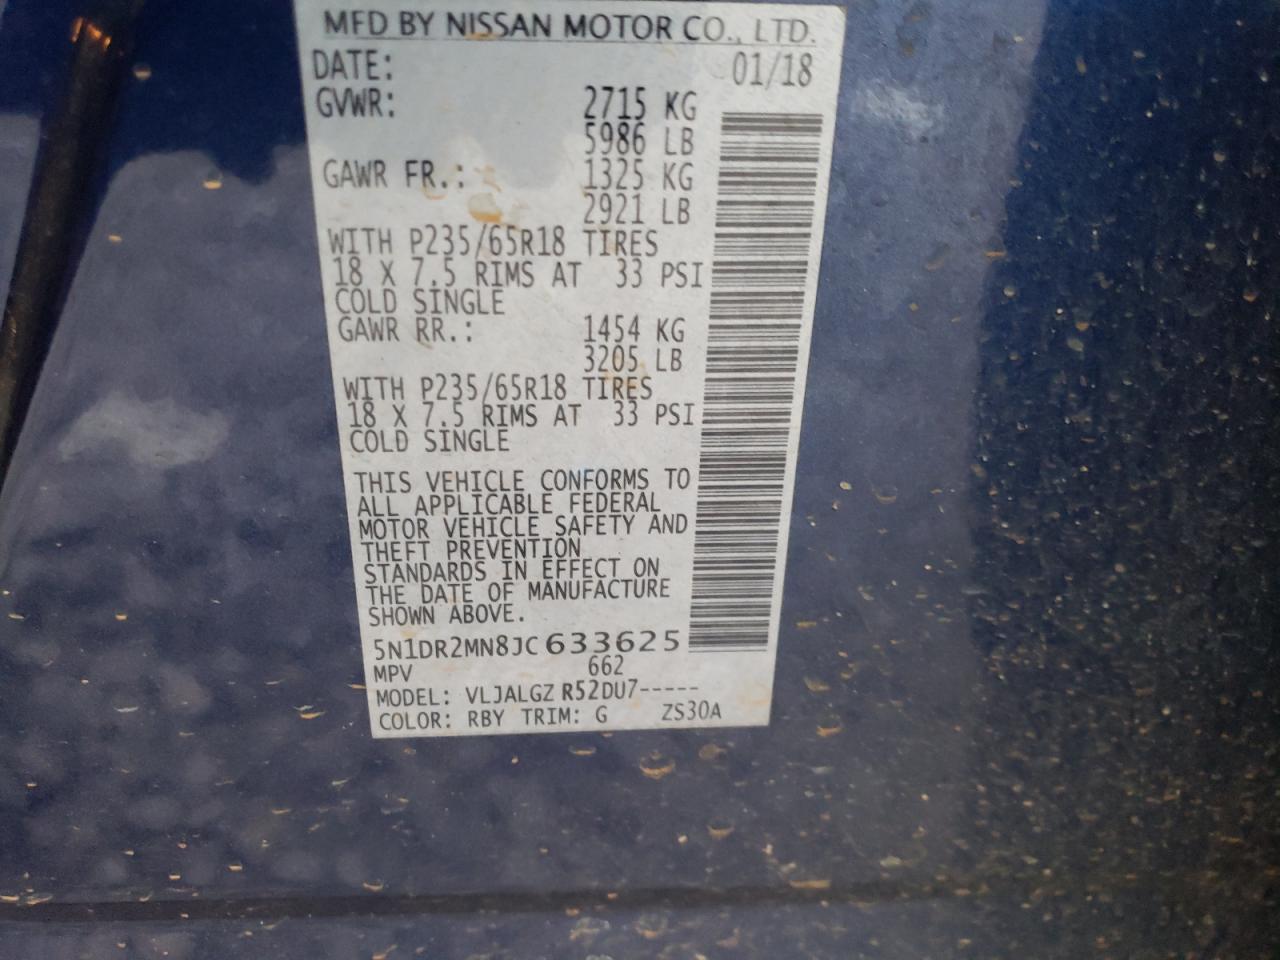 MFD BY NISSAN MOTOR CO., LTD.
DATE: 01/18
GVWR: 2715 KG
5986 LB
GAWR FR.: 1325 KG
2921 LB
WITH P235/65R18 TIRES
18 X 7.5 RIMS AT 33 PSI
COLD SINGLE
GAWR RR.: 1454 KG
3205 LB
WITH P235/65R18 TIRES
18 X 7.5 RIMS AT 33 PSI
COLD SINGLE
THIS VEHICLE CONFORMS TO
ALL APPLICABLE FEDERAL
MOTOR VEHICLE SAFETY AND
THEFT PREVENTION
STANDARDS IN EFFECT ON
THE DATE OF MANUFACTURE
SHOWN ABOVE.
5N1DR2MN8JC633625
MPV 662
MODEL: VLJALGZ R52DU7-----
COLOR: RBY TRIM: G ZS30A